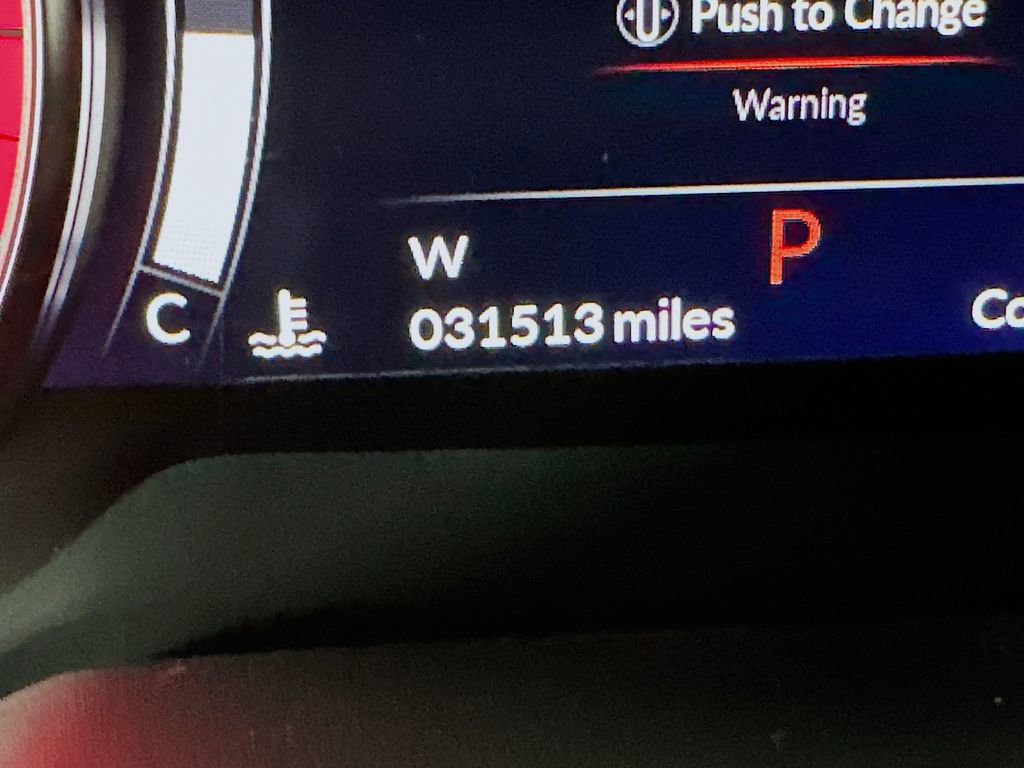 Push to Change
Warning
W
P
031513 miles
C